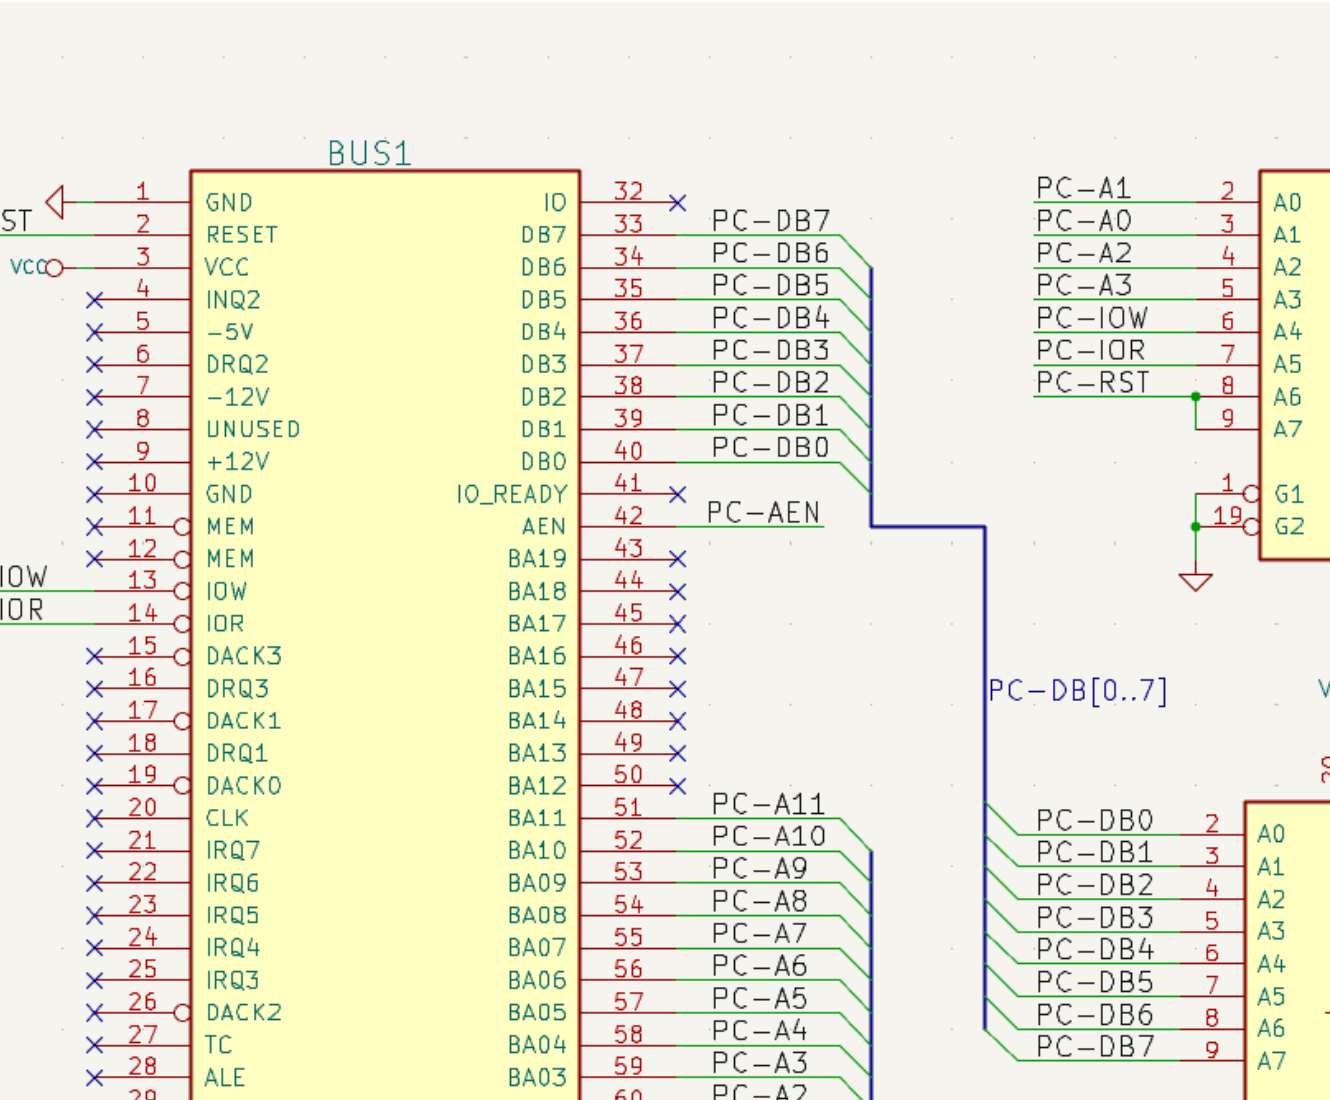 BUS1
1 GND
ST 2 RESET
VCC 3 VCC
4 INQ2
5 -5V
6 DRQ2
7 -12V
8 UNUSED
9 +12V
10 GND
11 MEM
12 MEM
IOW 13 IOW
IOR 14 IOR
15 DACK3
16 DRQ3
17 DACK1
18 DRQ1
19 DACK0
20 CLK
21 IRQ7
22 IRQ6
23 IRQ5
24 IRQ4
25 IRQ3
26 DACK2
27 TC
28 ALE
29
IO 32
DB7 33 PC-DB7
DB6 34 PC-DB6
DB5 35 PC-DB5
DB4 36 PC-DB4
DB3 37 PC-DB3
DB2 38 PC-DB2
DB1 39 PC-DB1
DB0 40 PC-DB0
IO_READY 41
AEN 42 PC-AEN
BA19 43
BA18 44
BA17 45
BA16 46
BA15 47
BA14 48
BA13 49
BA12 50
BA11 51 PC-A11
BA10 52 PC-A10
BA09 53 PC-A9
BA08 54 PC-A8
BA07 55 PC-A7
BA06 56 PC-A6
BA05 57 PC-A5
BA04 58 PC-A4
BA03 59 PC-A3
60 PC-A2
PC-A1 2 A0
PC-A0 3 A1
PC-A2 4 A2
PC-A3 5 A3
PC-IOW 6 A4
PC-IOR 7 A5
PC-RST 8 A6
9 A7
1 G1
19 G2
PC-DB[0..7]
PC-DB0 2 A0
PC-DB1 3 A1
PC-DB2 4 A2
PC-DB3 5 A3
PC-DB4 6 A4
PC-DB5 7 A5
PC-DB6 8 A6
PC-DB7 9 A7